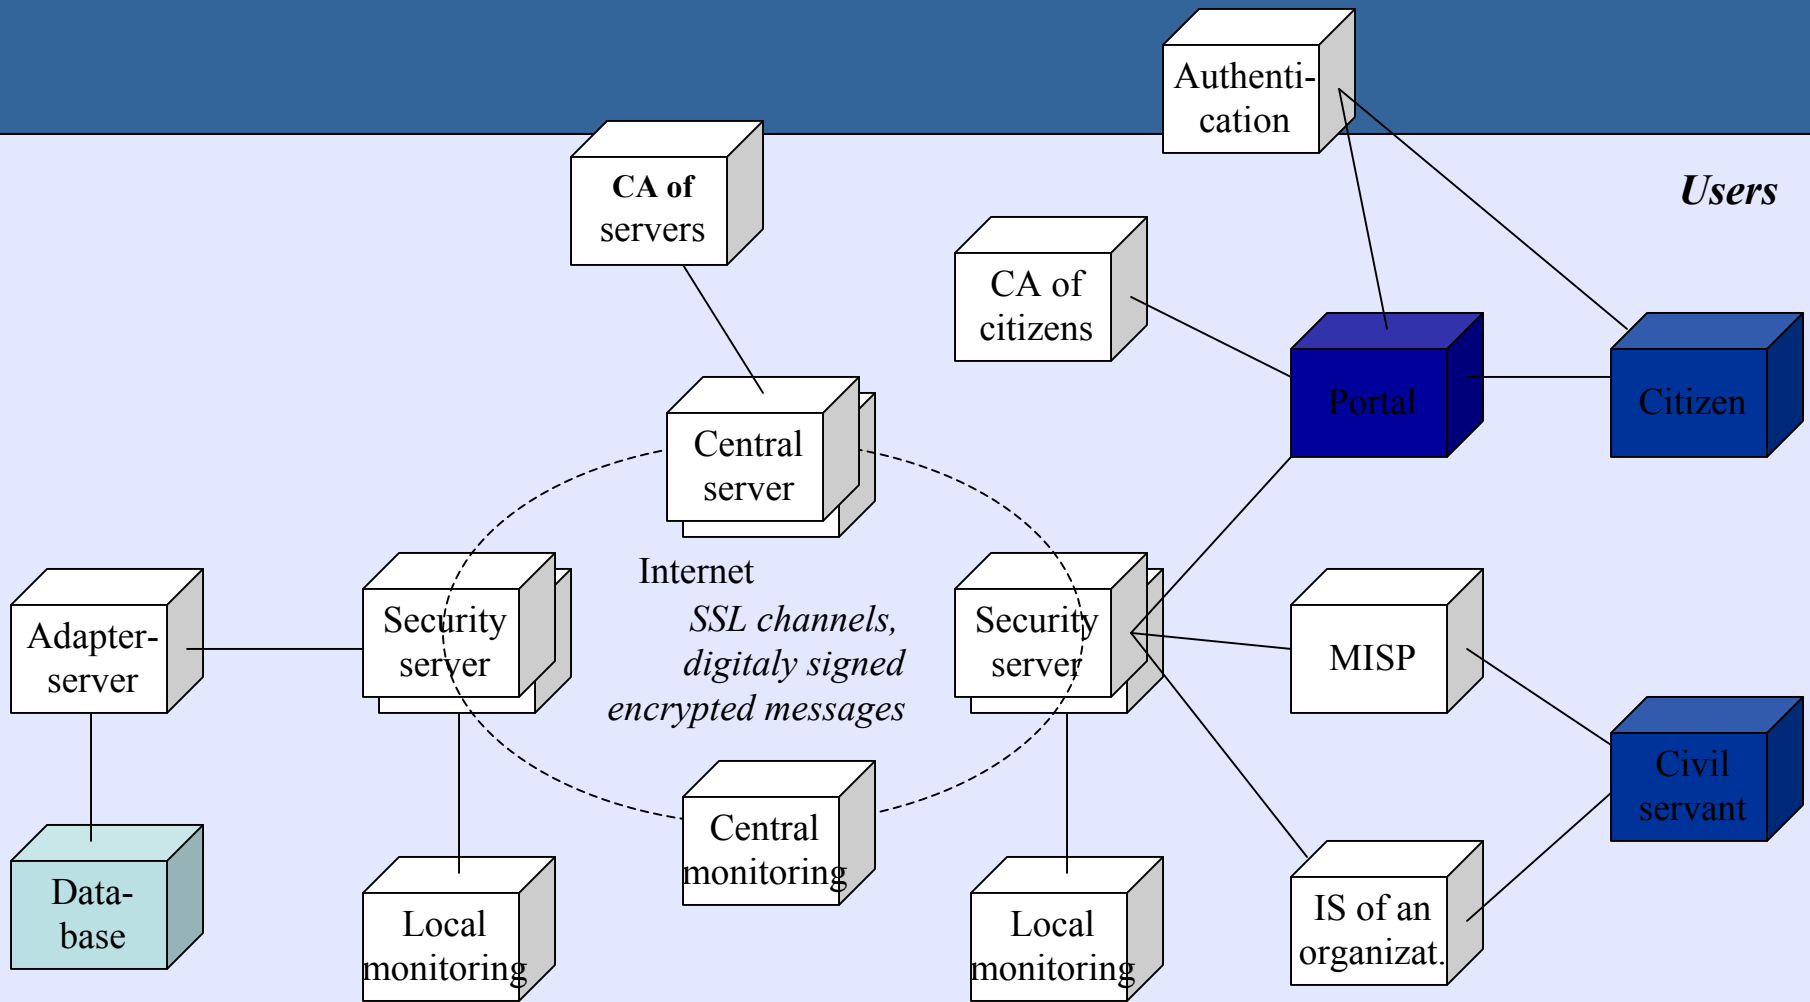 Authenti-
cation
CA of
servers
Users
CA of
citizens
Portal
Citizen
Central
server
Internet
SSL channels,
digitaly signed
encrypted messages
Adapter-
server
Security
server
Security
server
MISP
Civil
servant
Central
monitoring
Data-
base
Local
monitoring
Local
monitoring
IS of an
organizat.